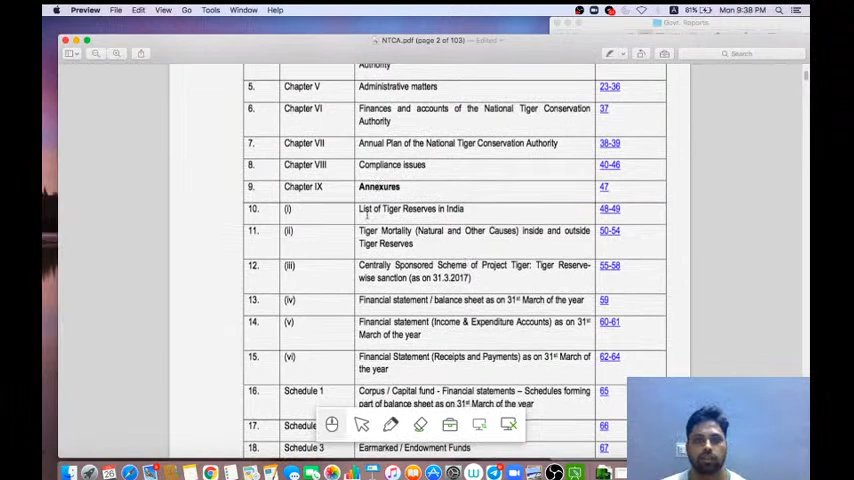 Preview File Edit View Go Tools Window Help 81% Mon 9:38 PM
Govt. Reports
NTCA.pdf (page 2 of 103) — Edited
Search
Authority
5. Chapter V Administrative matters 23-36
6. Chapter VI Finances and accounts of the National Tiger Conservation
Authority 37
7. Chapter VII Annual Plan of the National Tiger Conservation Authority 38-39
8. Chapter VIII Compliance issues 40-46
9. Chapter IX Annexures 47
10. (i) List of Tiger Reserves in India 48-49
11. (ii) Tiger Mortality (Natural and Other Causes) inside and outside
Tiger Reserves 50-54
12. (iii) Centrally Sponsored Scheme of Project Tiger: Tiger Reserve-
wise sanction (as on 31.3.2017) 55-58
13. (iv) Financial statement / balance sheet as on 31st March of the year 59
14. (v) Financial statement (Income & Expenditure Accounts) as on 31st
March of the year 60-61
15. (vi) Financial Statement (Receipts and Payments) as on 31st March of
the year 62-64
16. Schedule 1 Corpus / Capital fund - Financial statements – Schedules forming
part of balance sheet as on 31st March of the year 65
17. Schedule 66
18. Schedule 3 Earmarked / Endowment Funds 67